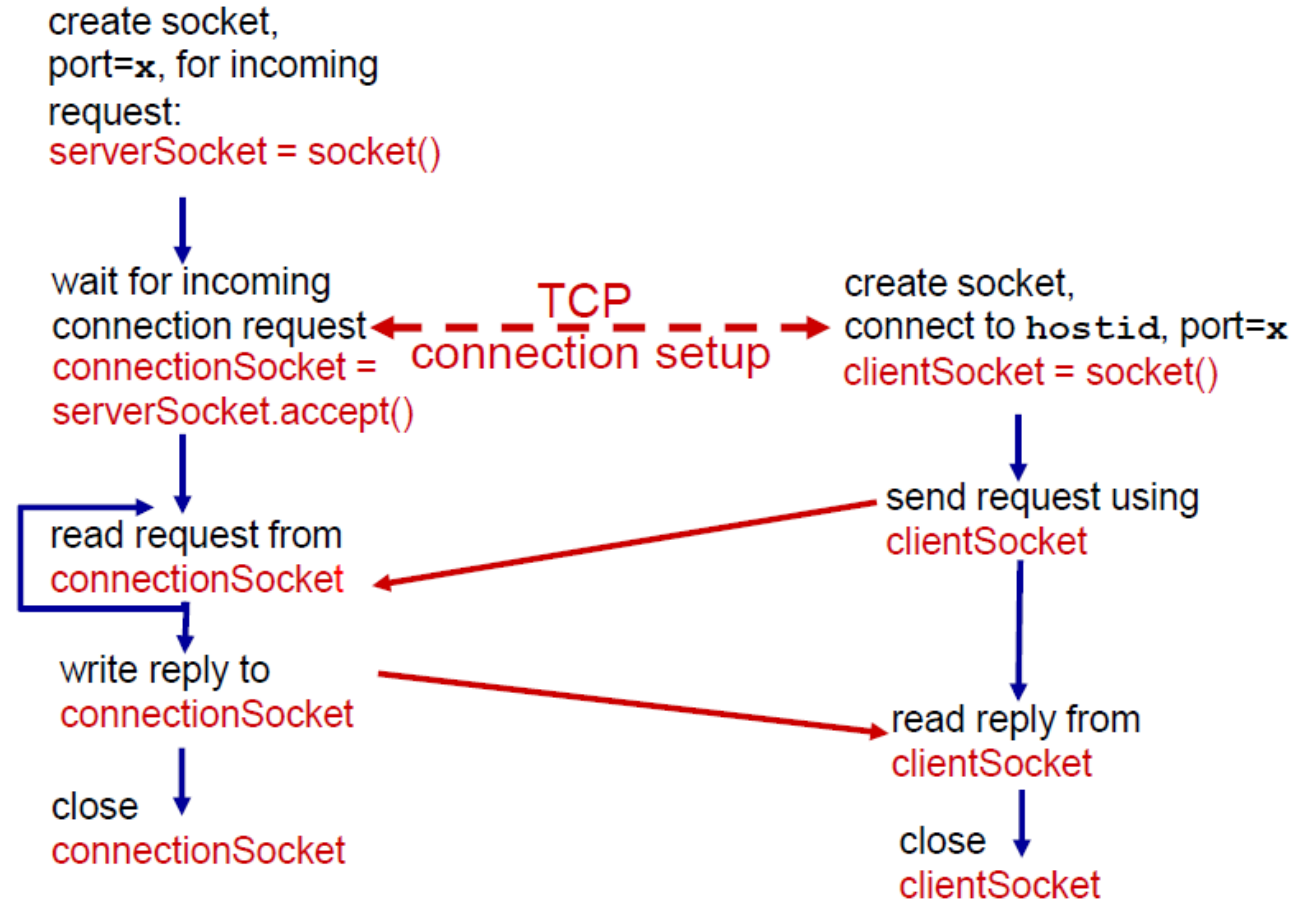 create socket,
port=x, for incoming
request:
serverSocket = socket()
wait for incoming
connection request
connectionSocket =
serverSocket.accept()
TCP
connection setup
create socket,
connect to hostid, port=x
clientSocket = socket()
send request using
clientSocket
read request from
connectionSocket
write reply to
connectionSocket
read reply from
clientSocket
close
connectionSocket
close
clientSocket